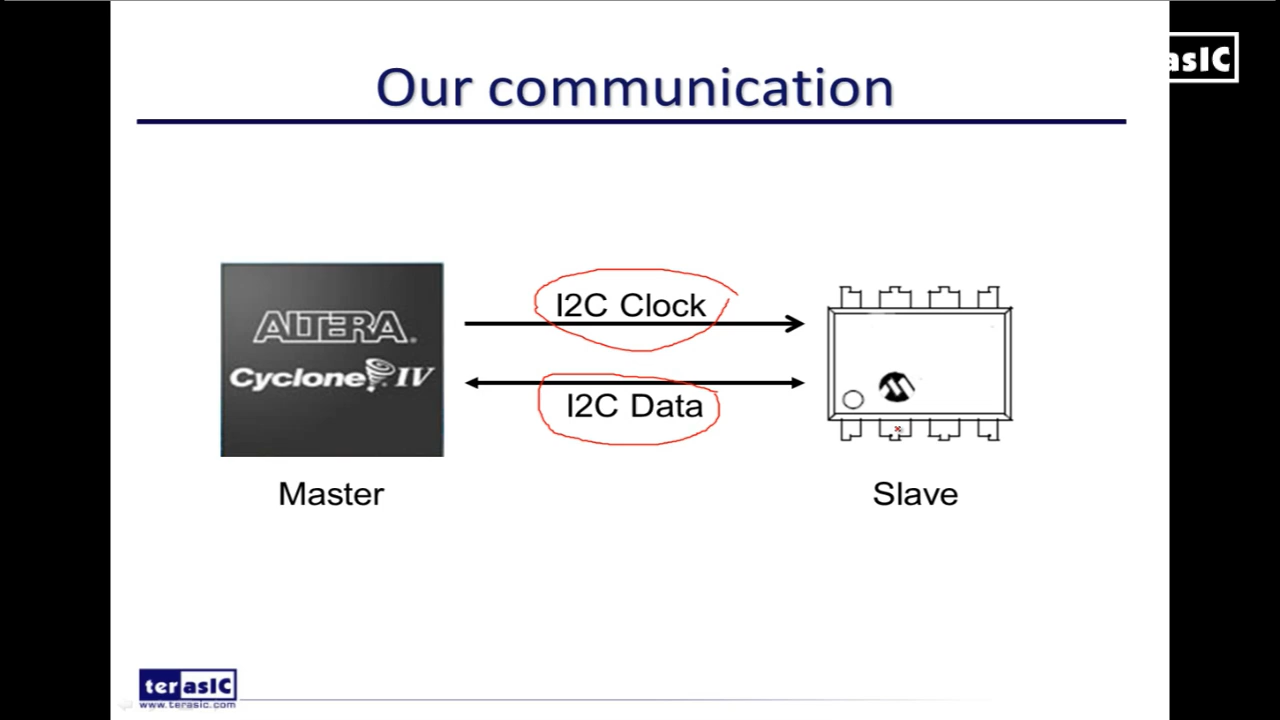 asIC
Our communication
ALTERA®
Cyclone IV
I2C Clock
I2C Data
Master
Slave
terasIC
www.terasic.com